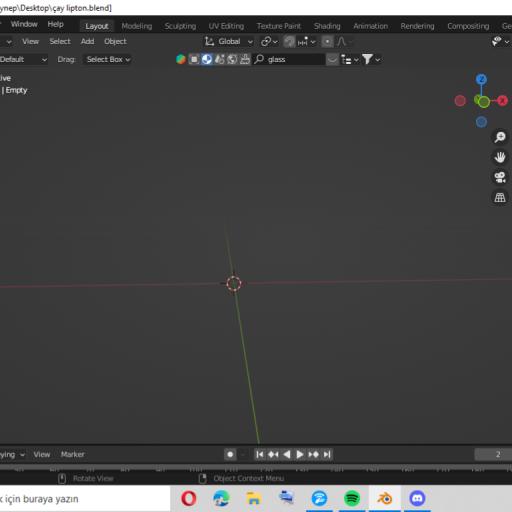 ynep\Desktop\çay lipton.blend]
Window Help Layout Modeling Sculpting UV Editing Texture Paint Shading Animation Rendering Compositing Ge
View Select Add Object Global
Default Drag: Select Box glass
tive
| Empty
Z
X
ying View Marker 2
Rotate View Object Context Menu
k için buraya yazın